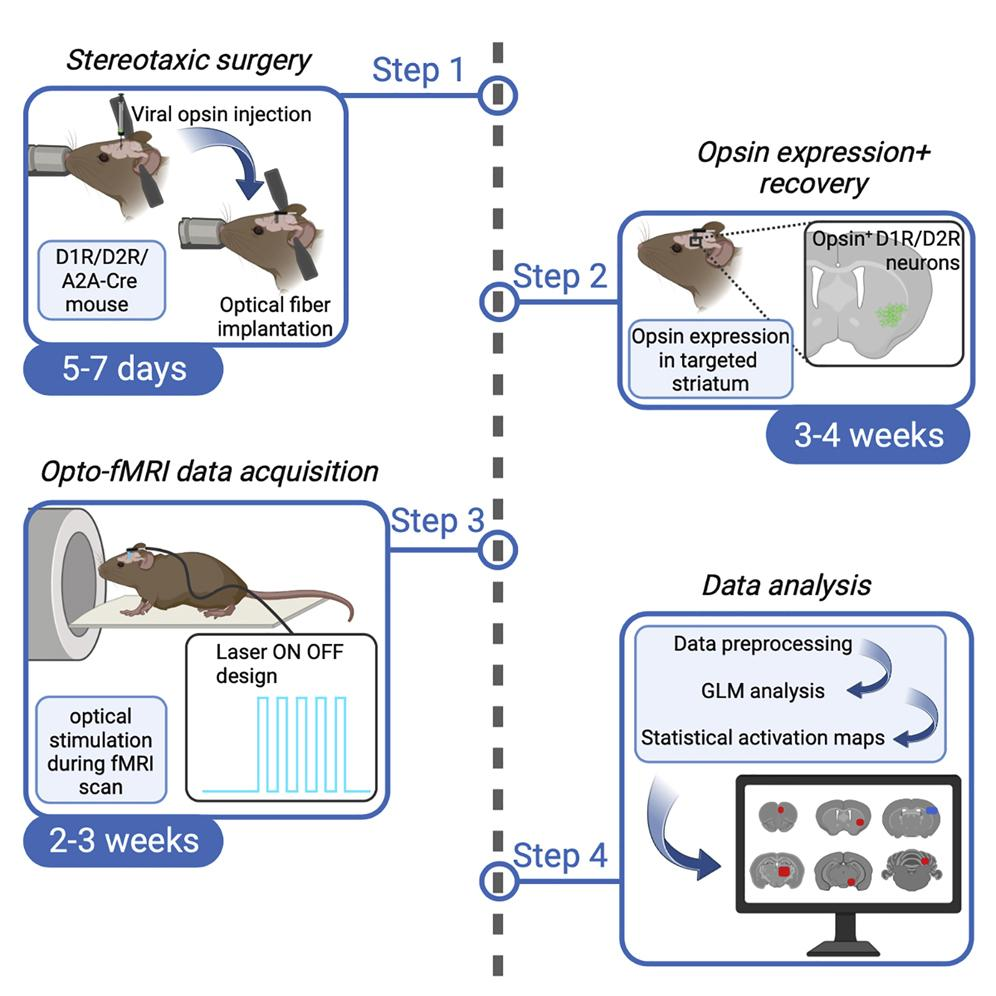 Stereotaxic surgery
Step 1
Viral opsin injection
D1R/D2R/
A2A-Cre
mouse
Optical fiber
implantation
5-7 days
Opsin expression+
recovery
Step 2
Opsin⁺ D1R/D2R
neurons
Opsin expression
in targeted
striatum
3-4 weeks
Opto-fMRI data acquisition
Step 3
Laser ON OFF
design
optical
stimulation
during fMRI
scan
2-3 weeks
Data analysis
Step 4
Data preprocessing
GLM analysis
Statistical activation maps